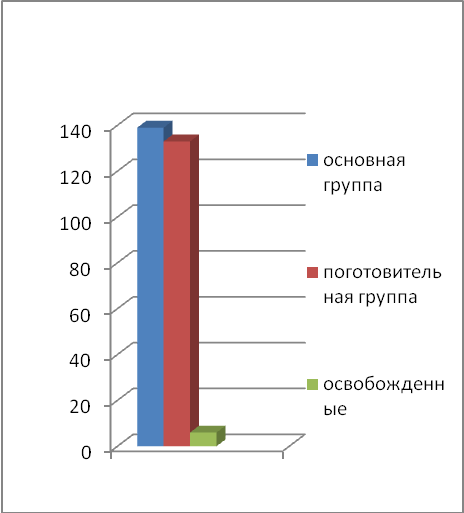 140
120
100
80
60
40
20
0
основная
группа
поготовитель
ная группа
освобожденн
ые